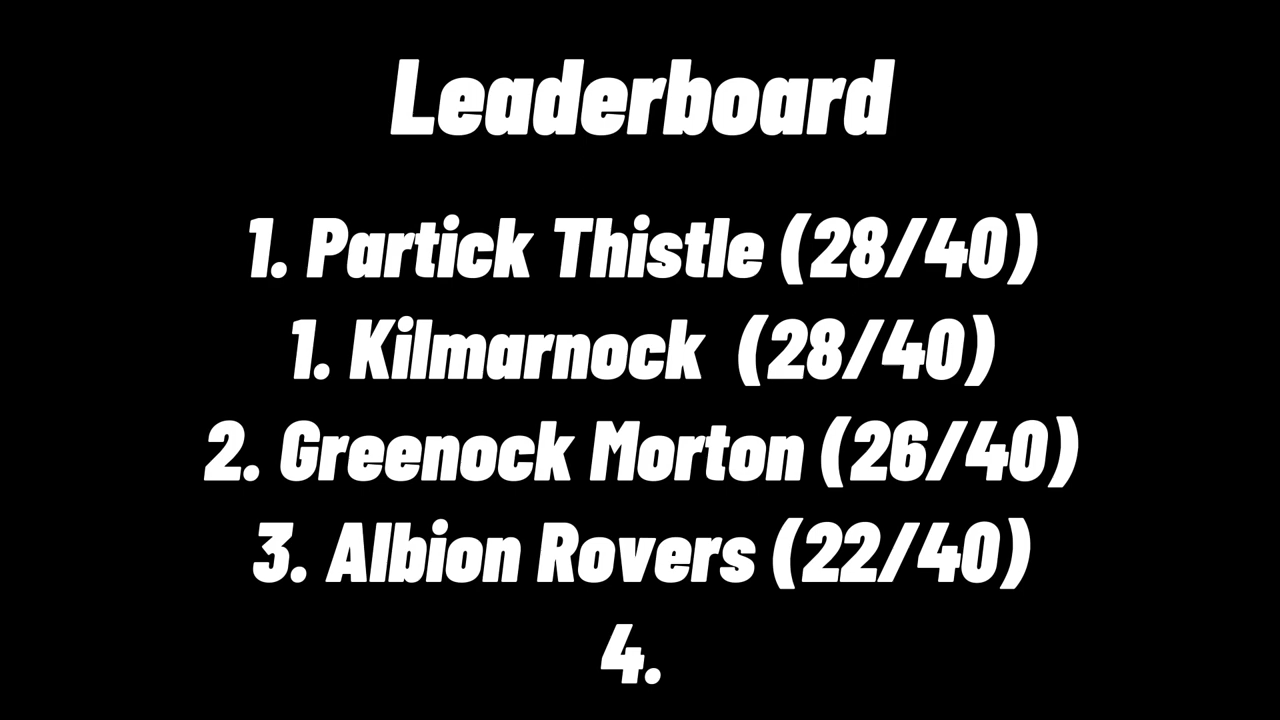 Leaderboard
1. Partick Thistle (28/40)
1. Kilmarnock (28/40)
2. Greenock Morton (26/40)
3. Albion Rovers (22/40)
4.